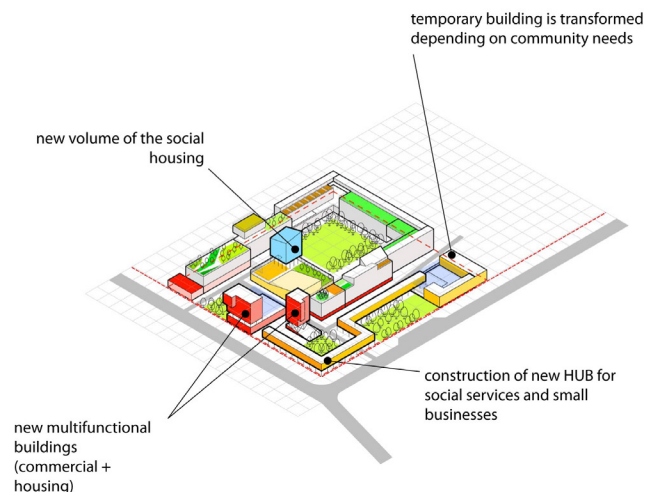 temporary building is transformed
depending on community needs
new volume of the social
housing
construction of new HUB for
social services and small
businesses
new multifunctional
buildings
(commercial +
housing)